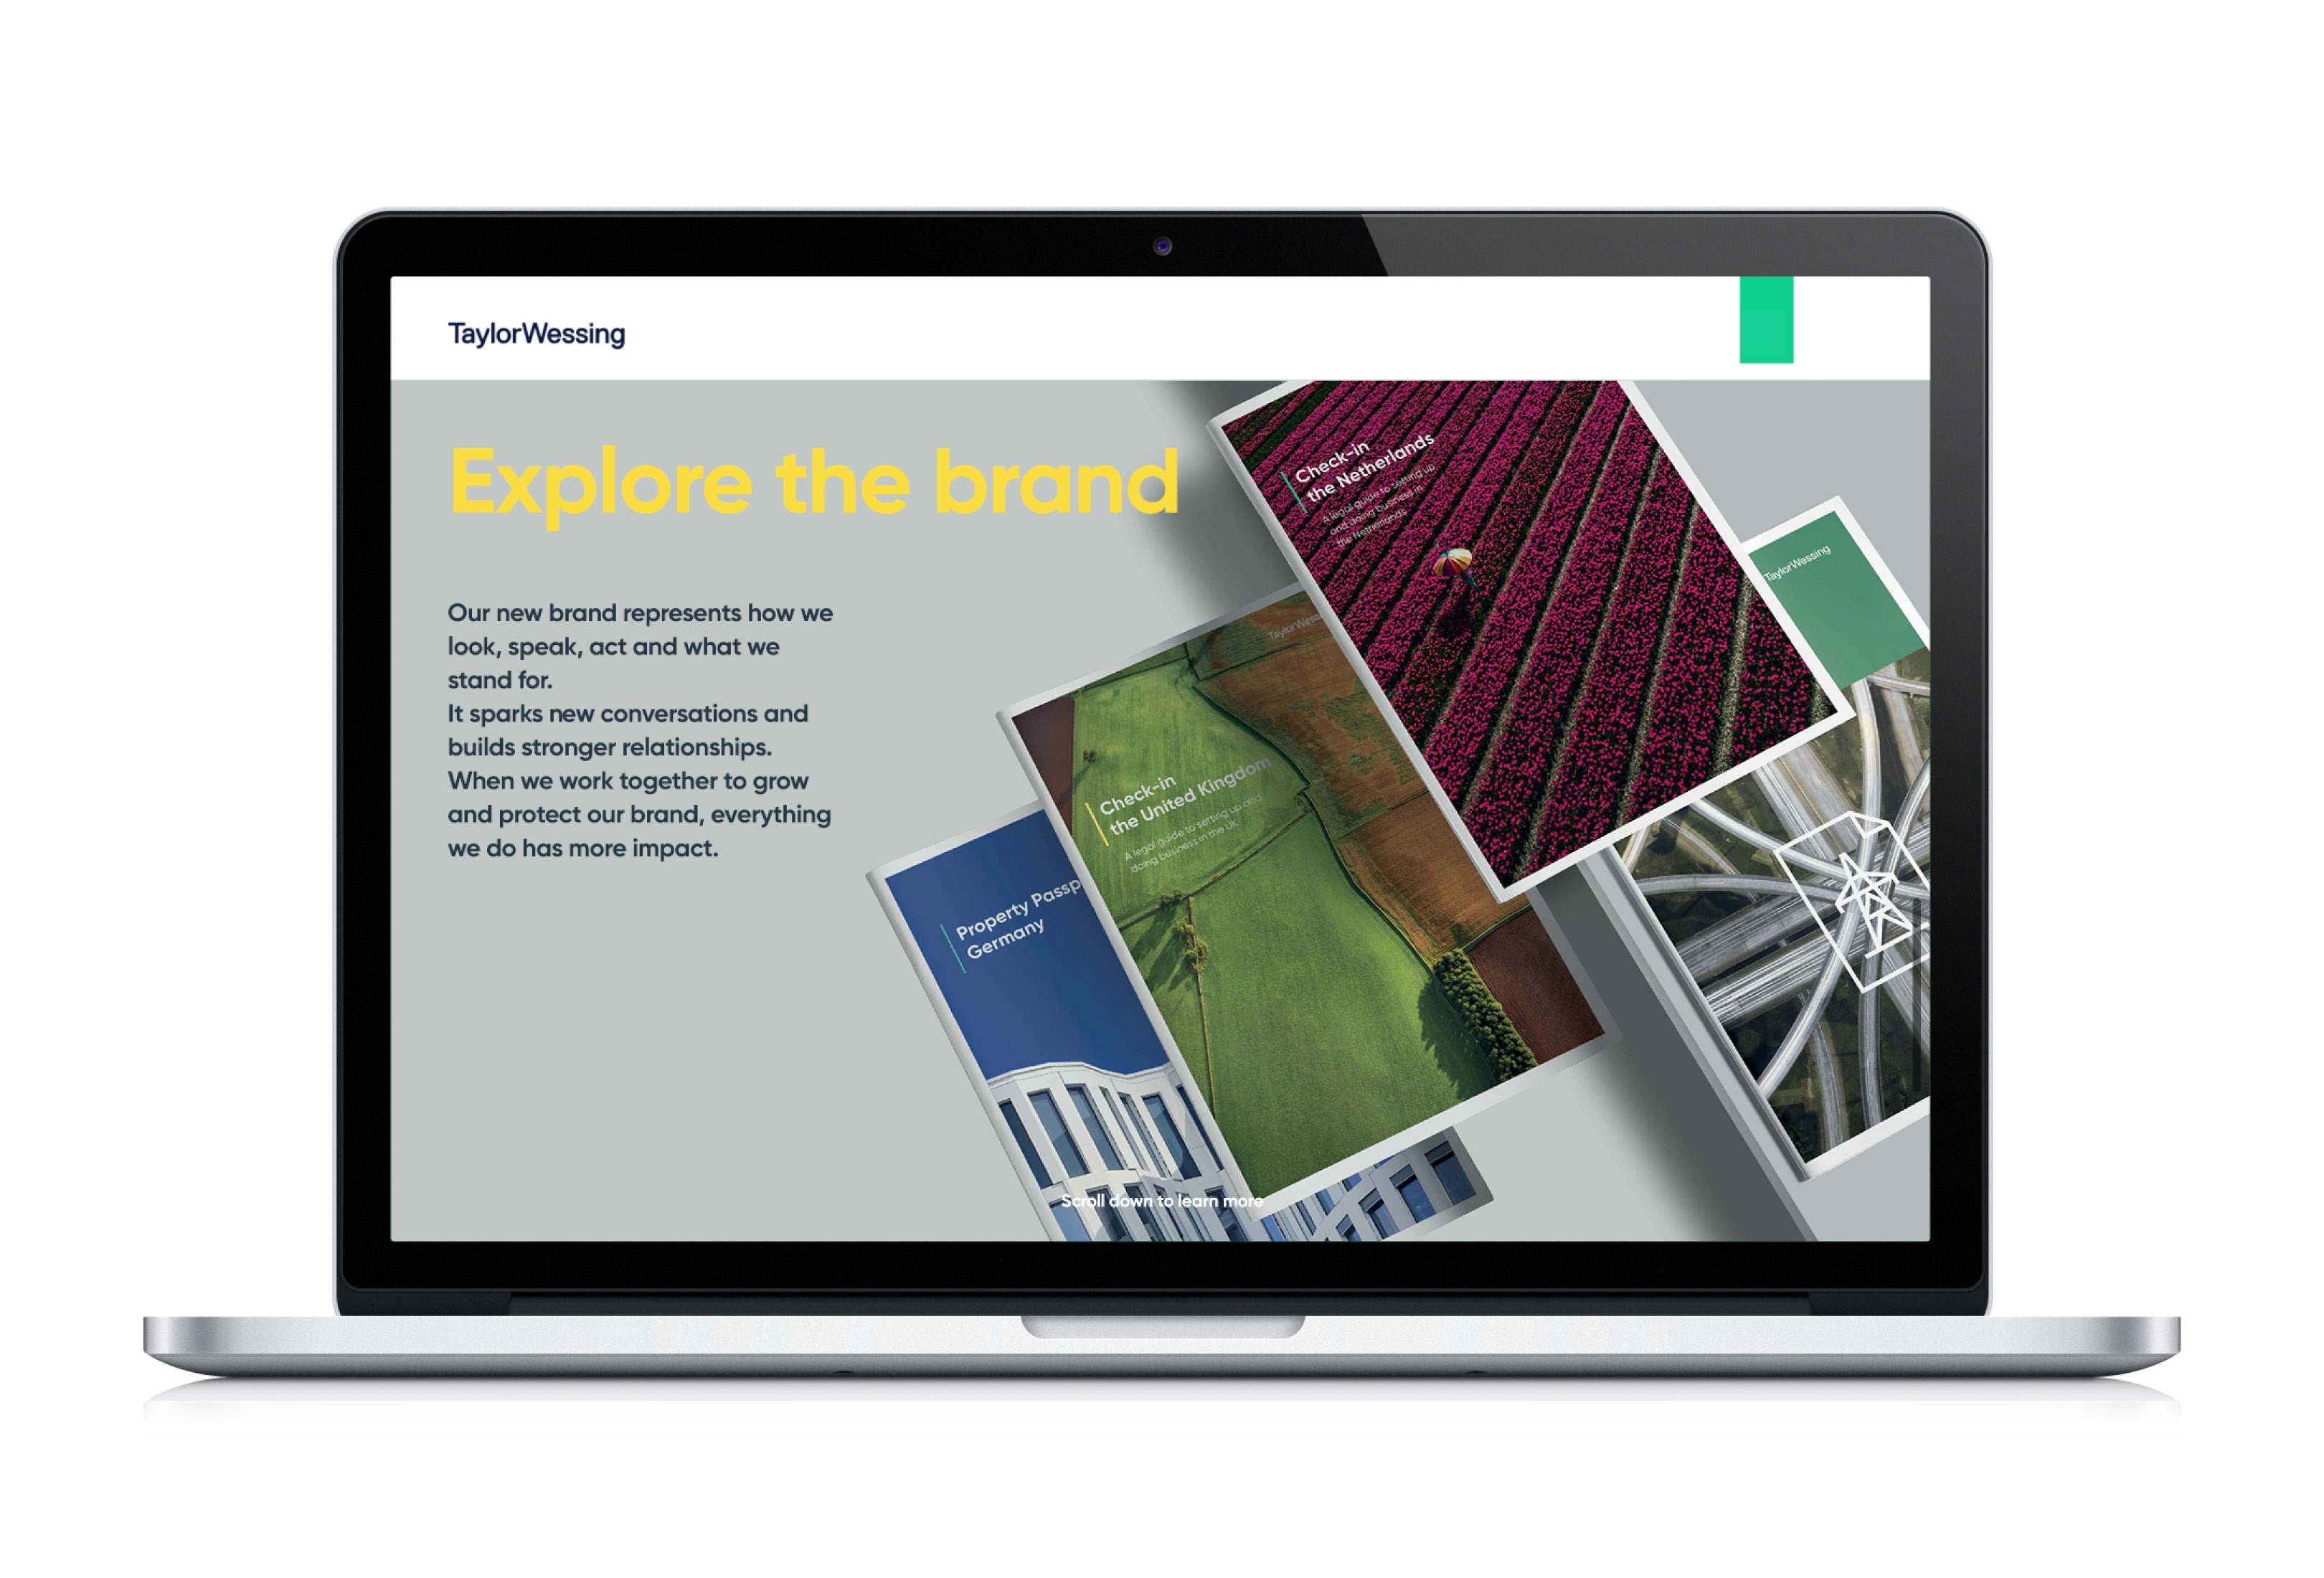 TaylorWessing
Explore the brand
Our new brand represents how we
look, speak, act and what we
stand for.
It sparks new conversations and
builds stronger relationships.
When we work together to grow
and protect our brand, everything
we do has more impact.
Check-in
the Netherlands
A legal guide to setting up
and doing business in
the Netherlands
TaylorWessing
Check-in
the United Kingdom
A legal guide to setting up and
doing business in the UK
Property
Germany
Scroll down to learn more